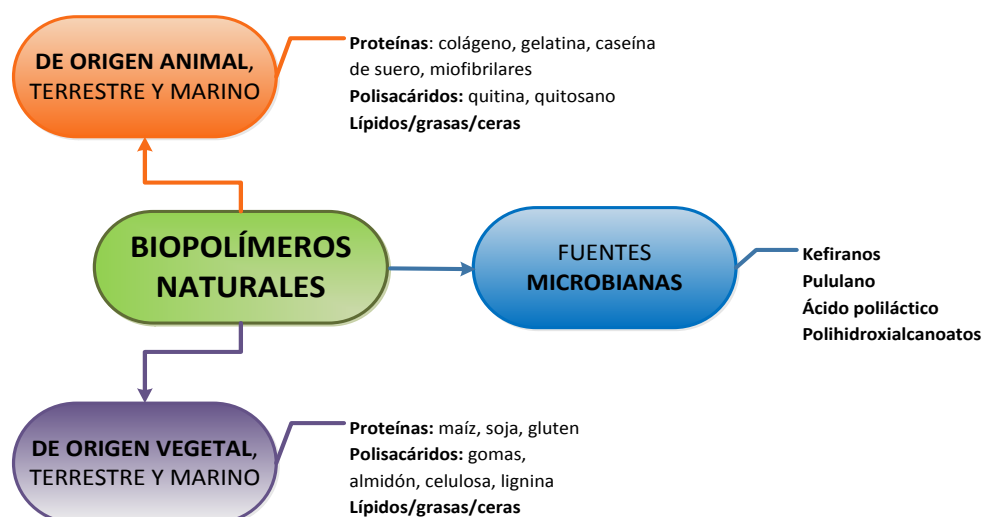 DE ORIGEN ANIMAL,
TERRESTRE Y MARINO
Proteínas: colágeno, gelatina, caseína
de suero, miofibrilares
Polisacáridos: quitina, quitosano
Lípidos/grasas/ceras
BIOPOLÍMEROS
NATURALES
FUENTES
MICROBIANAS
Kefiranos
Pululano
Ácido poliláctico
Polihidroxialcanoatos
DE ORIGEN VEGETAL,
TERRESTRE Y MARINO
Proteínas: maíz, soja, gluten
Polisacáridos: gomas,
almidón, celulosa, lignina
Lípidos/grasas/ceras